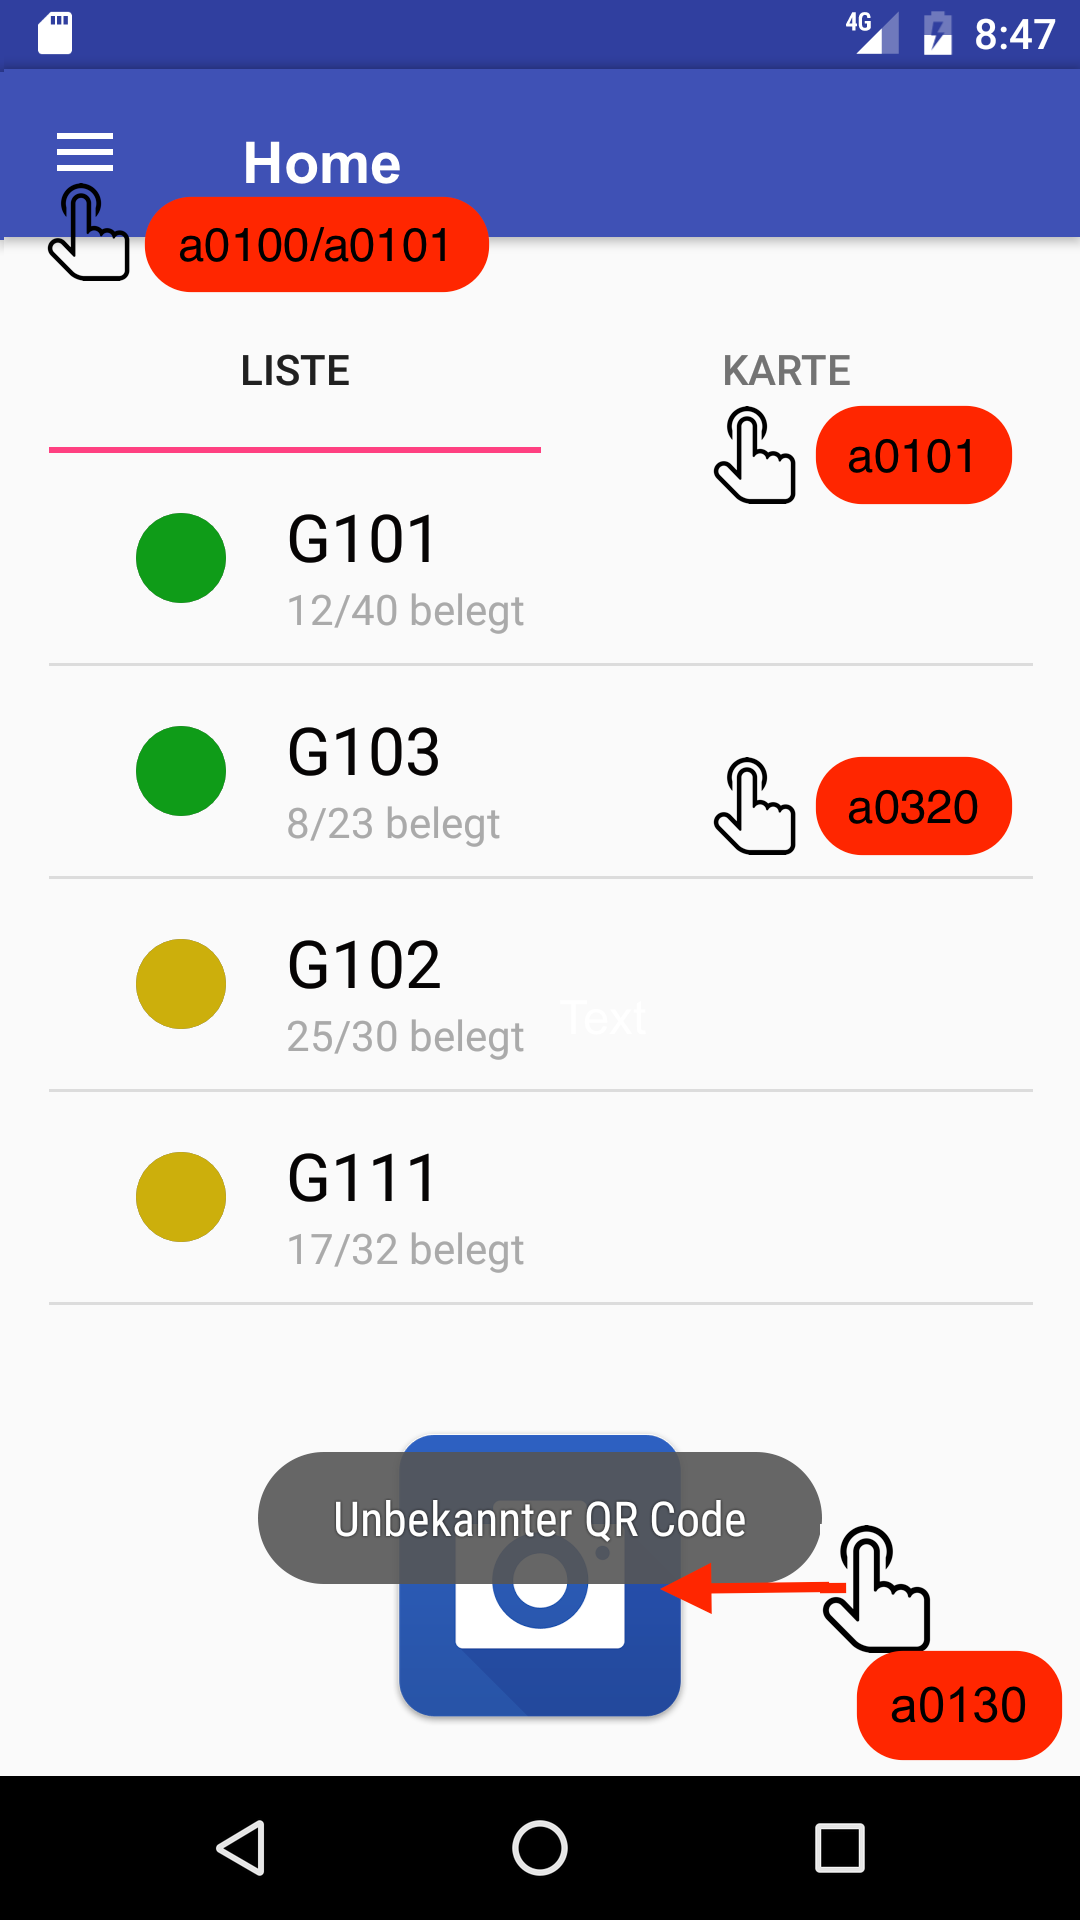 4G 8:47
Home
a0100/a0101
LISTE KARTE
a0101
G101
12/40 belegt
G103
8/23 belegt
a0320
G102
25/30 belegt
Text
G111
17/32 belegt
Unbekannter QR Code
a0130